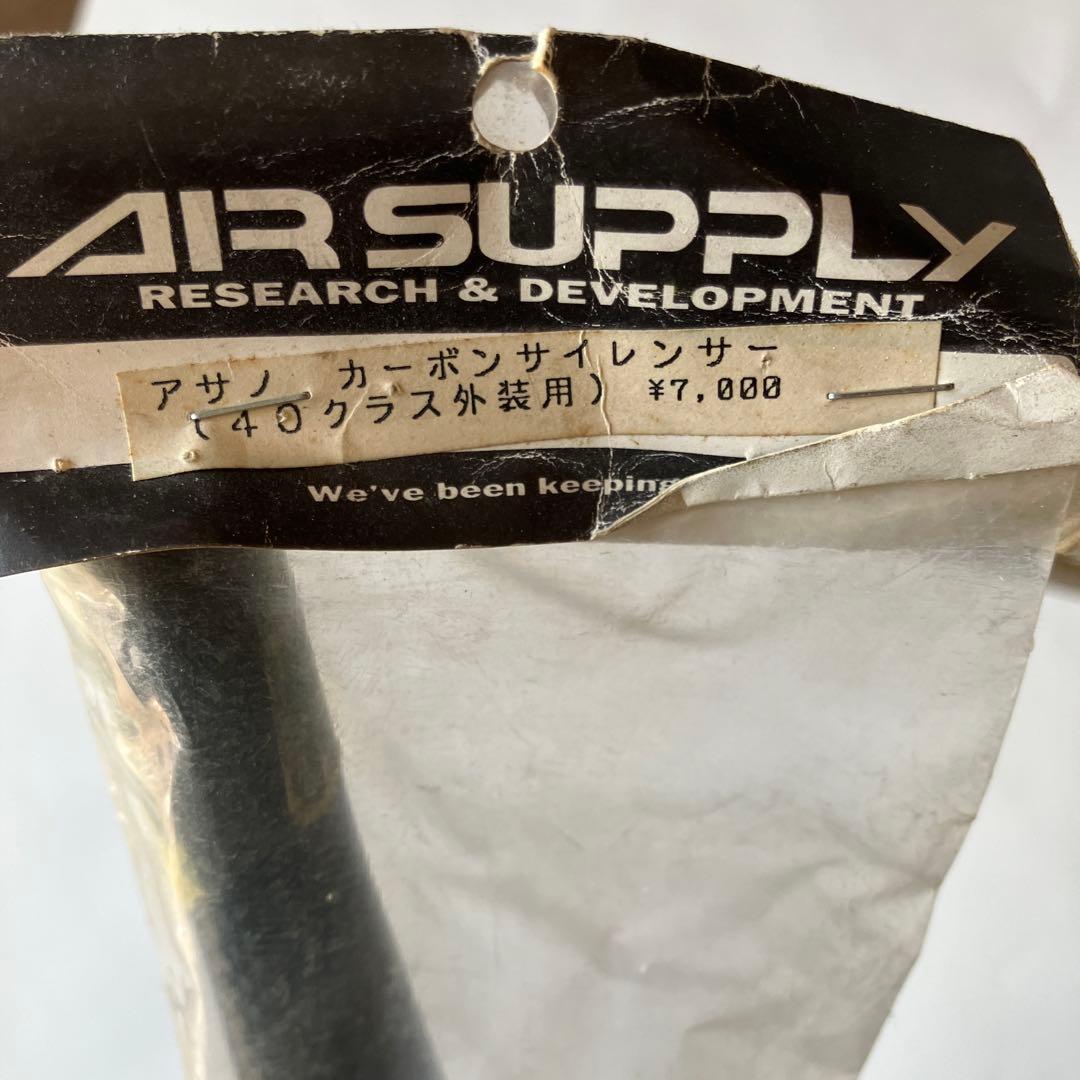 AIR SUPPLY
RESEARCH & DEVELOPMENT
アサノ カーボンサイレンサー
(40クラス外装用) ¥7,000
We've been keeping